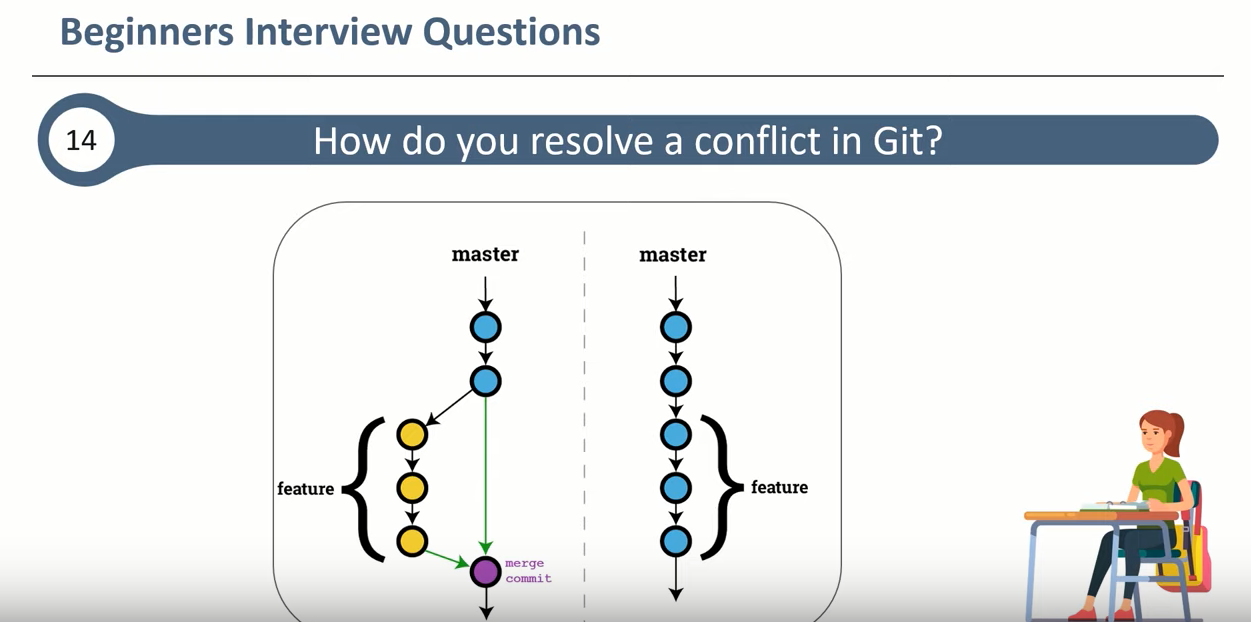 Beginners Interview Questions
14
How do you resolve a conflict in Git?
master
master
feature
feature
merge
commit